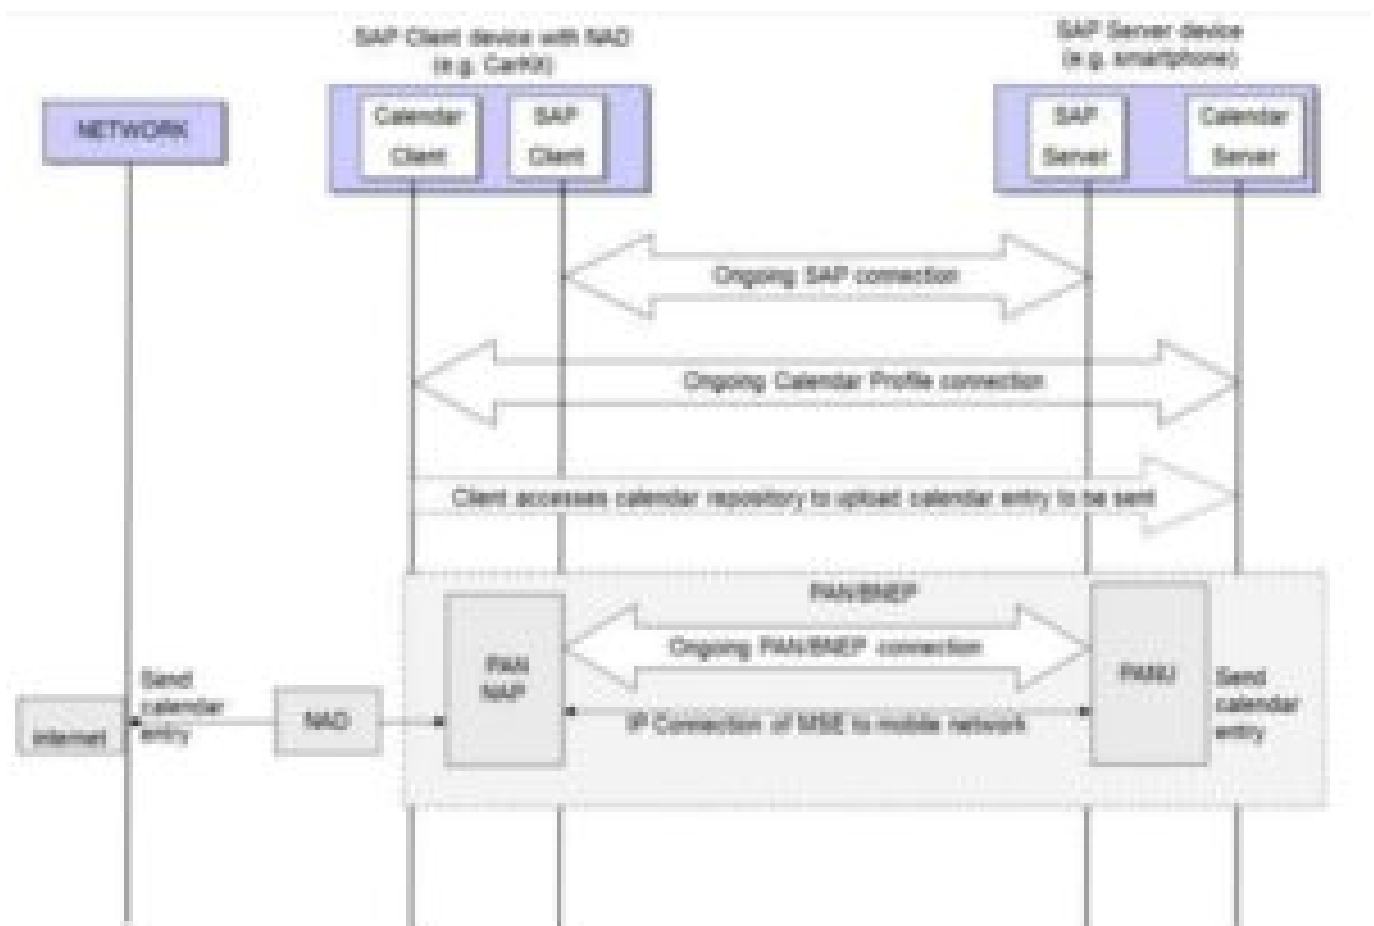 SAP Client device with NAD
(e.g. CarKit)
SAP Server device
(e.g. smartphone)
NETWORK
Calendar
Client
SAP
Client
SAP
Server
Calendar
Server
Ongoing SAP connection
Ongoing Calendar Profile connection
Client accesses calendar repository to upload calendar entry to be sent
PAN/BNEP
Ongoing PAN/BNEP connection
PAN
NAP
PANU
Send
calendar
entry
internet
NAD
IP Connection of MSE to mobile network
Send
calendar
entry